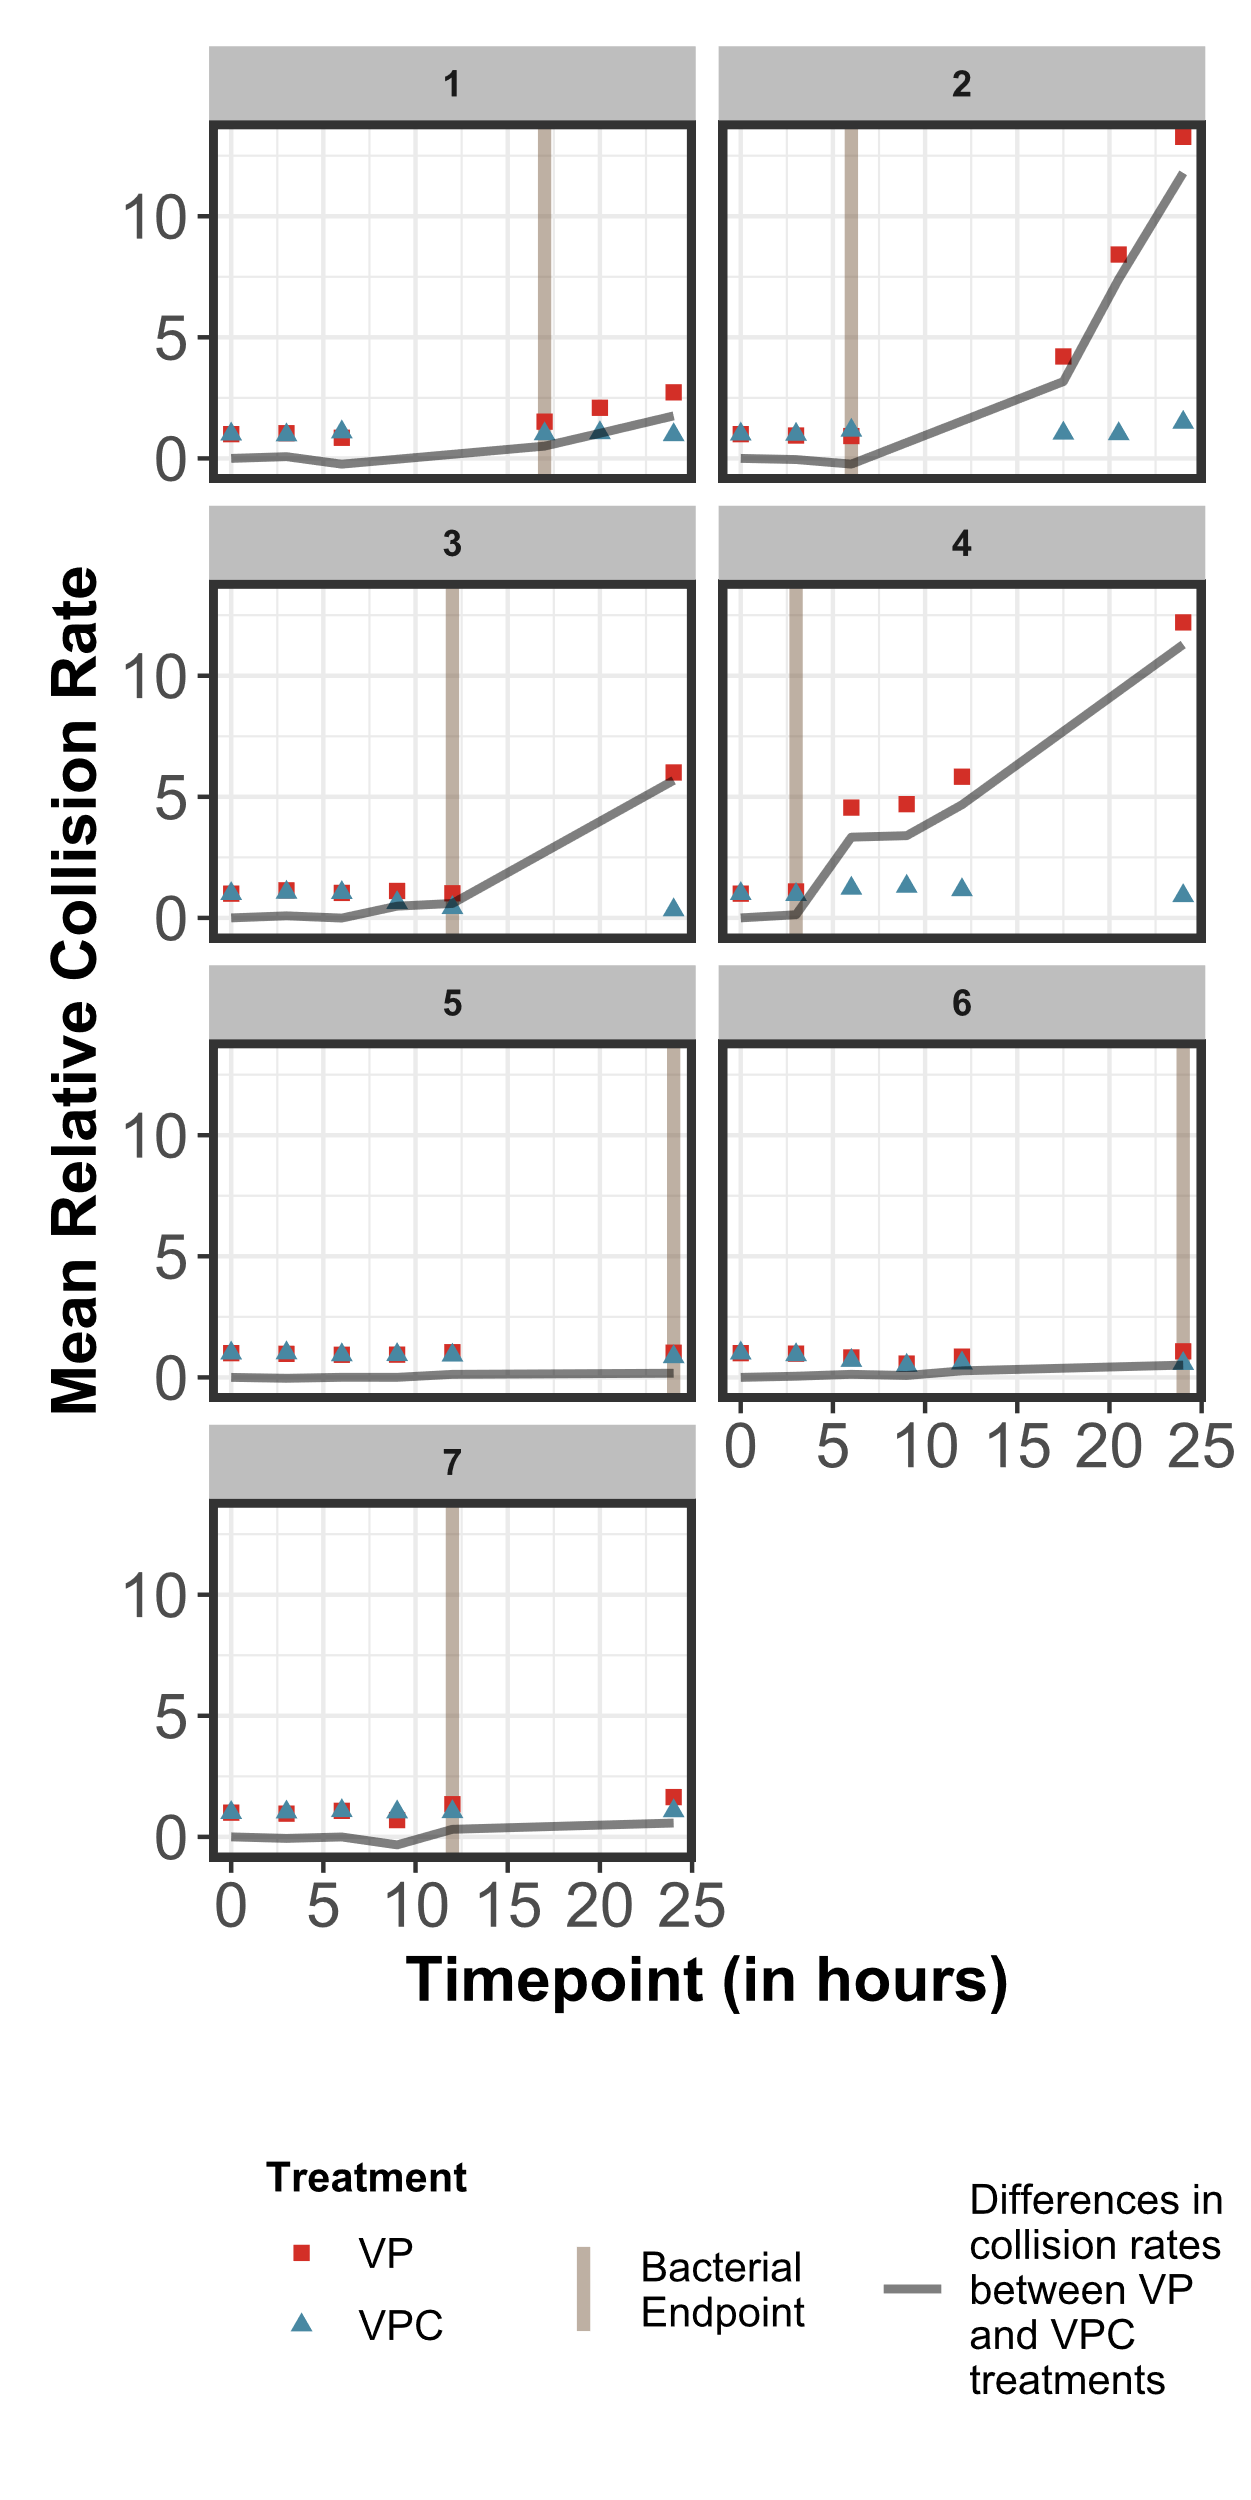 1
2
10
5
0
3
4
10
5
0
5
6
10
5
0
0 5 10 15 20 25
7
10
5
0
0 5 10 15 20 25
Mean Relative Collision Rate
Timepoint (in hours)
Treatment
VP
VPC
Bacterial
Endpoint
Differences in
collision rates
between VP
and VPC
treatments